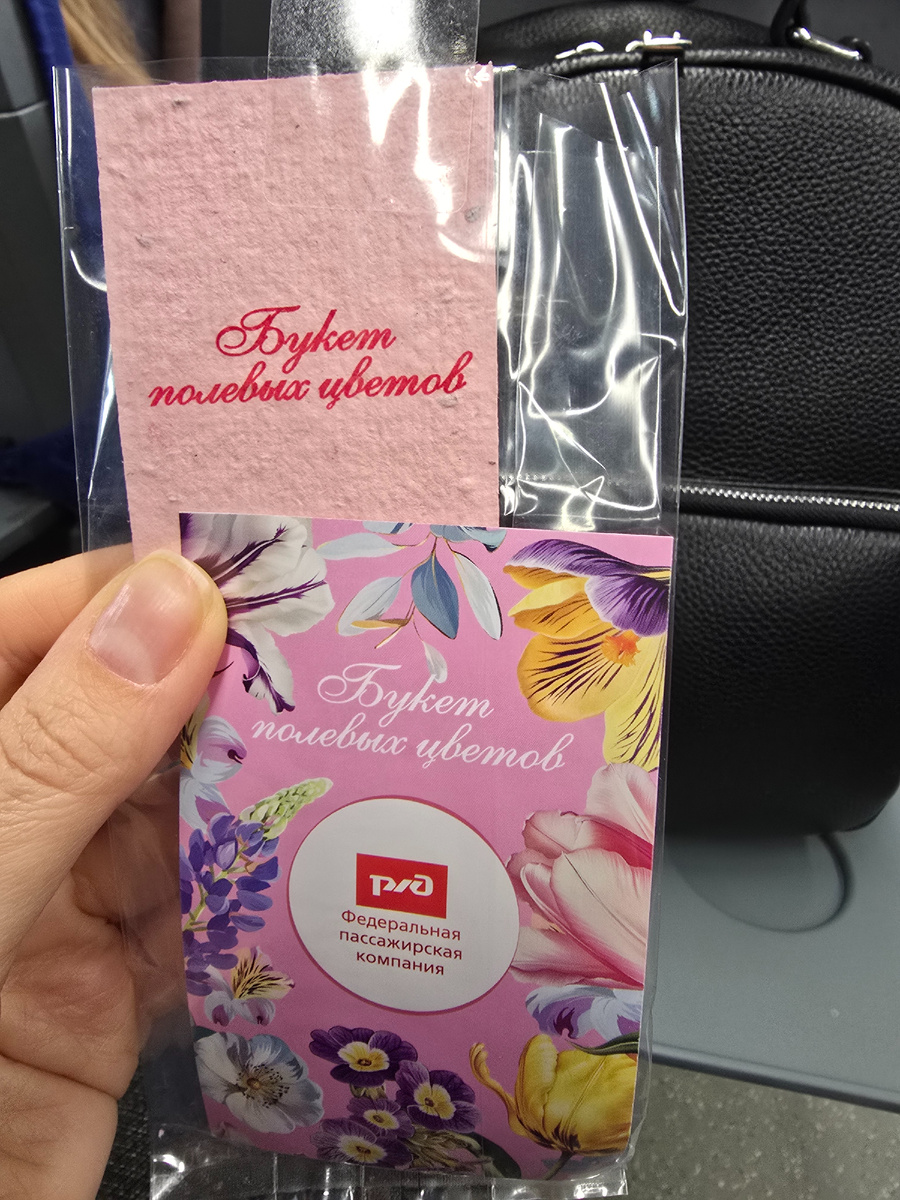 Букет
полевых цветов
Букет
полевых цветов
ржд
Федеральная
пассажирская
компания